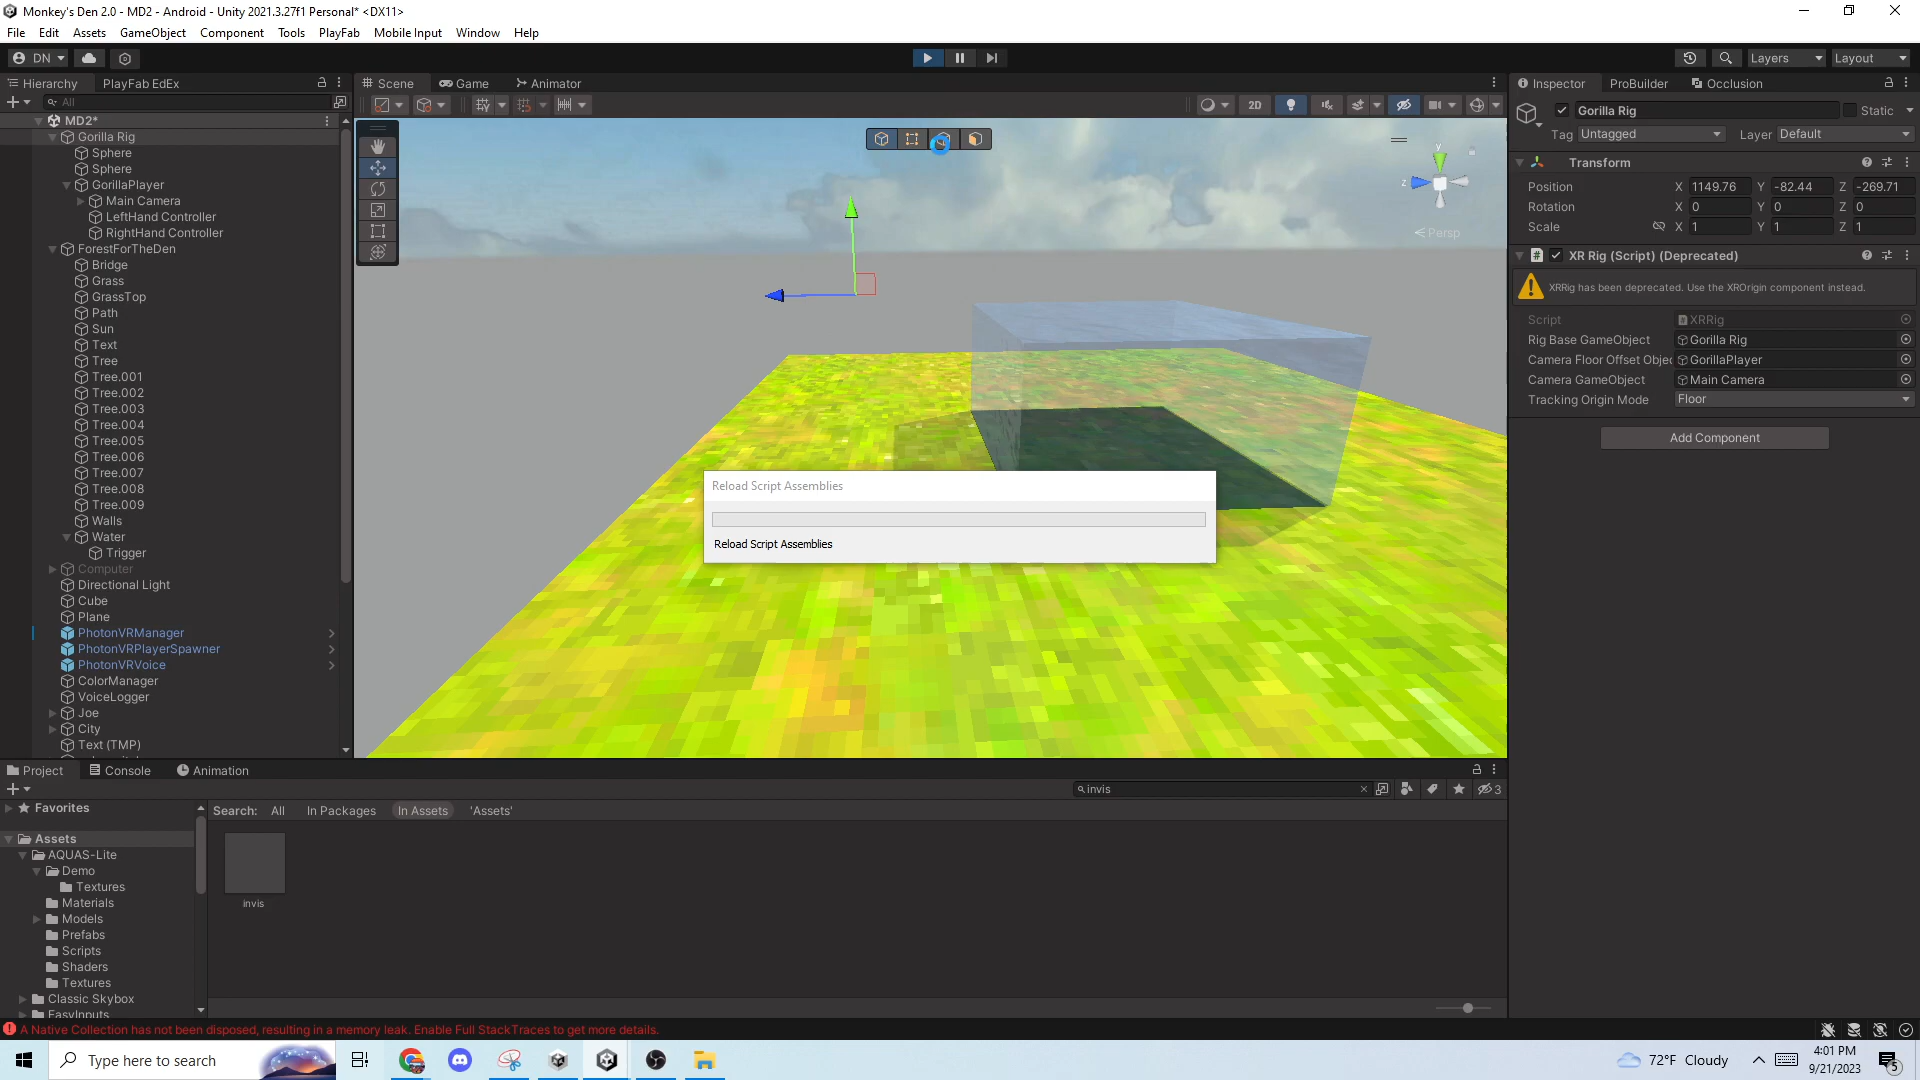 Monkey's Den 2.0 - MD2 - Android - Unity 2021.3.27f1 Personal* <DX11>
File Edit Assets GameObject Component Tools PlayFab Mobile Input Window Help
DN Layers Layout
Hierarchy PlayFab EdEx Scene Game Animator Inspector ProBuilder Occlusion
All 2D
MD2*
Gorilla Rig
Sphere
Sphere
GorillaPlayer
Main Camera
LeftHand Controller
RightHand Controller
ForestForTheDen
Bridge
Grass
GrassTop
Path
Sun
Text
Tree
Tree.001
Tree.002
Tree.003
Tree.004
Tree.005
Tree.006
Tree.007
Tree.008
Tree.009
Walls
Water
Trigger
Computer
Directional Light
Cube
Plane
PhotonVRManager
PhotonVRPlayerSpawner
PhotonVRVoice
ColorManager
VoiceLogger
Joe
City
Text (TMP)
y
z
Persp
Reload Script Assemblies
Reload Script Assemblies
Gorilla Rig Static
Tag Untagged Layer Default
Transform
Position X 1149.76 Y -82.44 Z -269.71
Rotation X 0 Y 0 Z 0
Scale X 1 Y 1 Z 1
XR Rig (Script) (Deprecated)
XRRig has been deprecated. Use the XROrigin component instead.
Script XRRig
Rig Base GameObject Gorilla Rig
Camera Floor Offset Objec GorillaPlayer
Camera GameObject Main Camera
Tracking Origin Mode Floor
Add Component
Project Console Animation
invis 3
Favorites
Assets
AQUAS-Lite
Demo
Textures
Materials
Models
Prefabs
Scripts
Shaders
Textures
Classic Skybox
EasyInputs
Search: All In Packages In Assets 'Assets'
invis
A Native Collection has not been disposed, resulting in a memory leak. Enable Full StackTraces to get more details.
Type here to search
72°F Cloudy
4:01 PM
9/21/2023
5